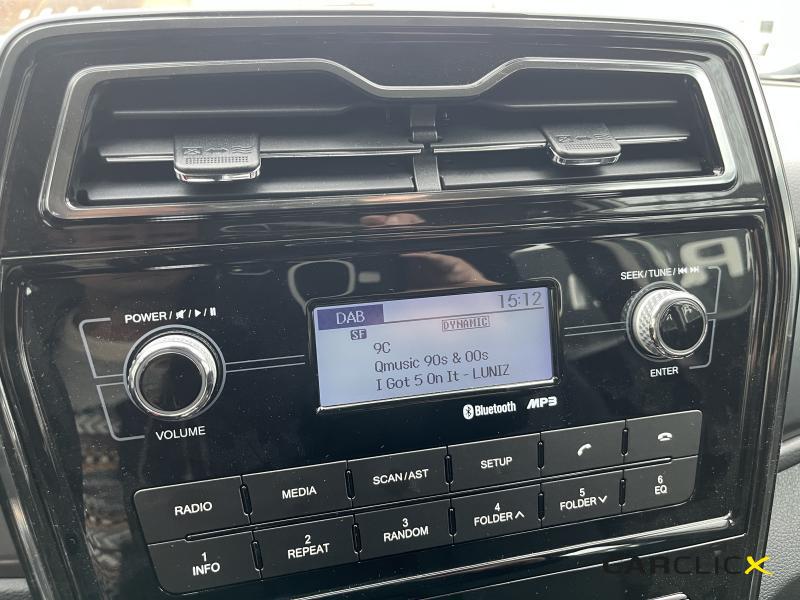 15:12
DAB
SF
DYNAMIC
9C
Qmusic 90s & 00s
I Got 5 On It - LUNIZ
POWER/
VOLUME
SEEK/TUNE/
ENTER
Bluetooth MP3
RADIO
MEDIA
SCAN/AST
SETUP
1 INFO
2 REPEAT
3 RANDOM
4 FOLDER
5 FOLDER
6 EQ
CARCLICX